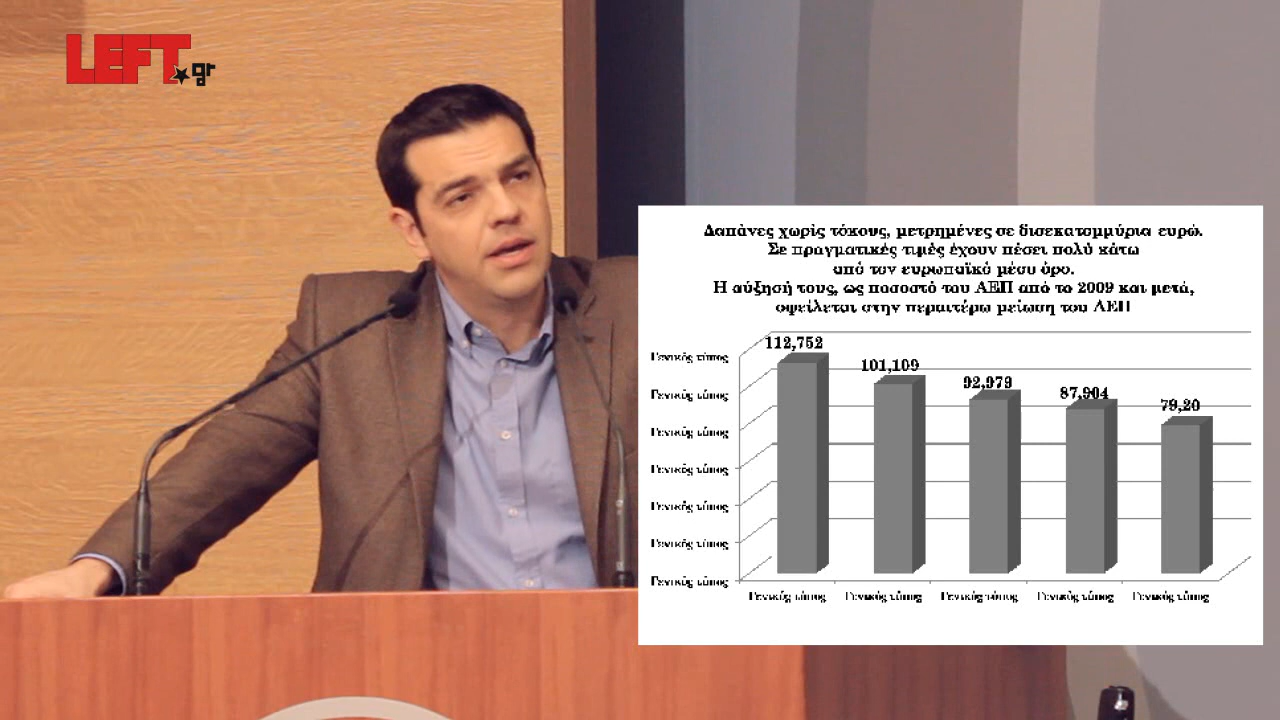 LEFT.gr
Δαπάνες χωρίς τόκους, μετρημένες σε δισεκατομμύρια ευρώ.
Σε πραγματικές τιμές έχουν πέσει πολύ κάτω
από τον ευρωπαϊκό μέσο όρο.
Η αύξησή τους, ως ποσοστό του ΑΕΠ από το 2009 και μετά,
οφείλεται στην περαιτέρω μείωση του ΑΕΠ
112,752
101,109
92,979
87,904
79,20
Γενικός τύπος
Γενικός τύπος
Γενικός τύπος
Γενικός τύπος
Γενικός τύπος
Γενικός τύπος
Γενικός τύπος
Γενικός τύπος Γενικός τύπος Γενικός τύπος Γενικός τύπος Γενικός τύπος